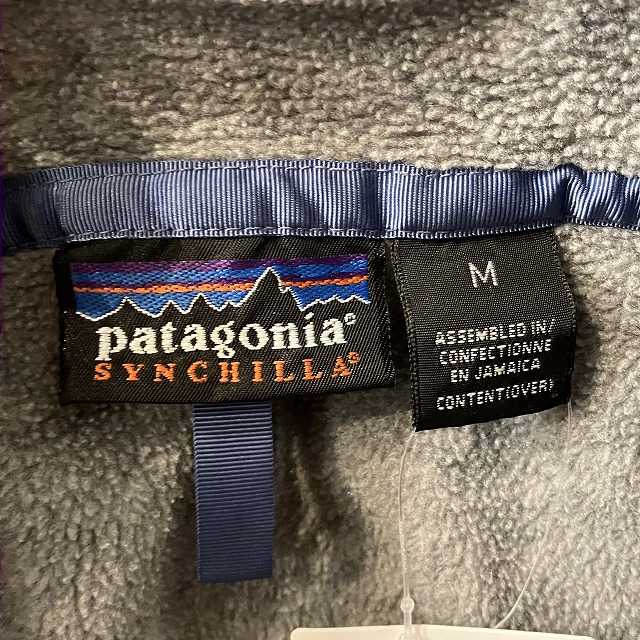 patagonia®
SYNCHILLA®
M
ASSEMBLED IN/
CONFECTIONNE
EN JAMAICA
CONTENT(OVER)